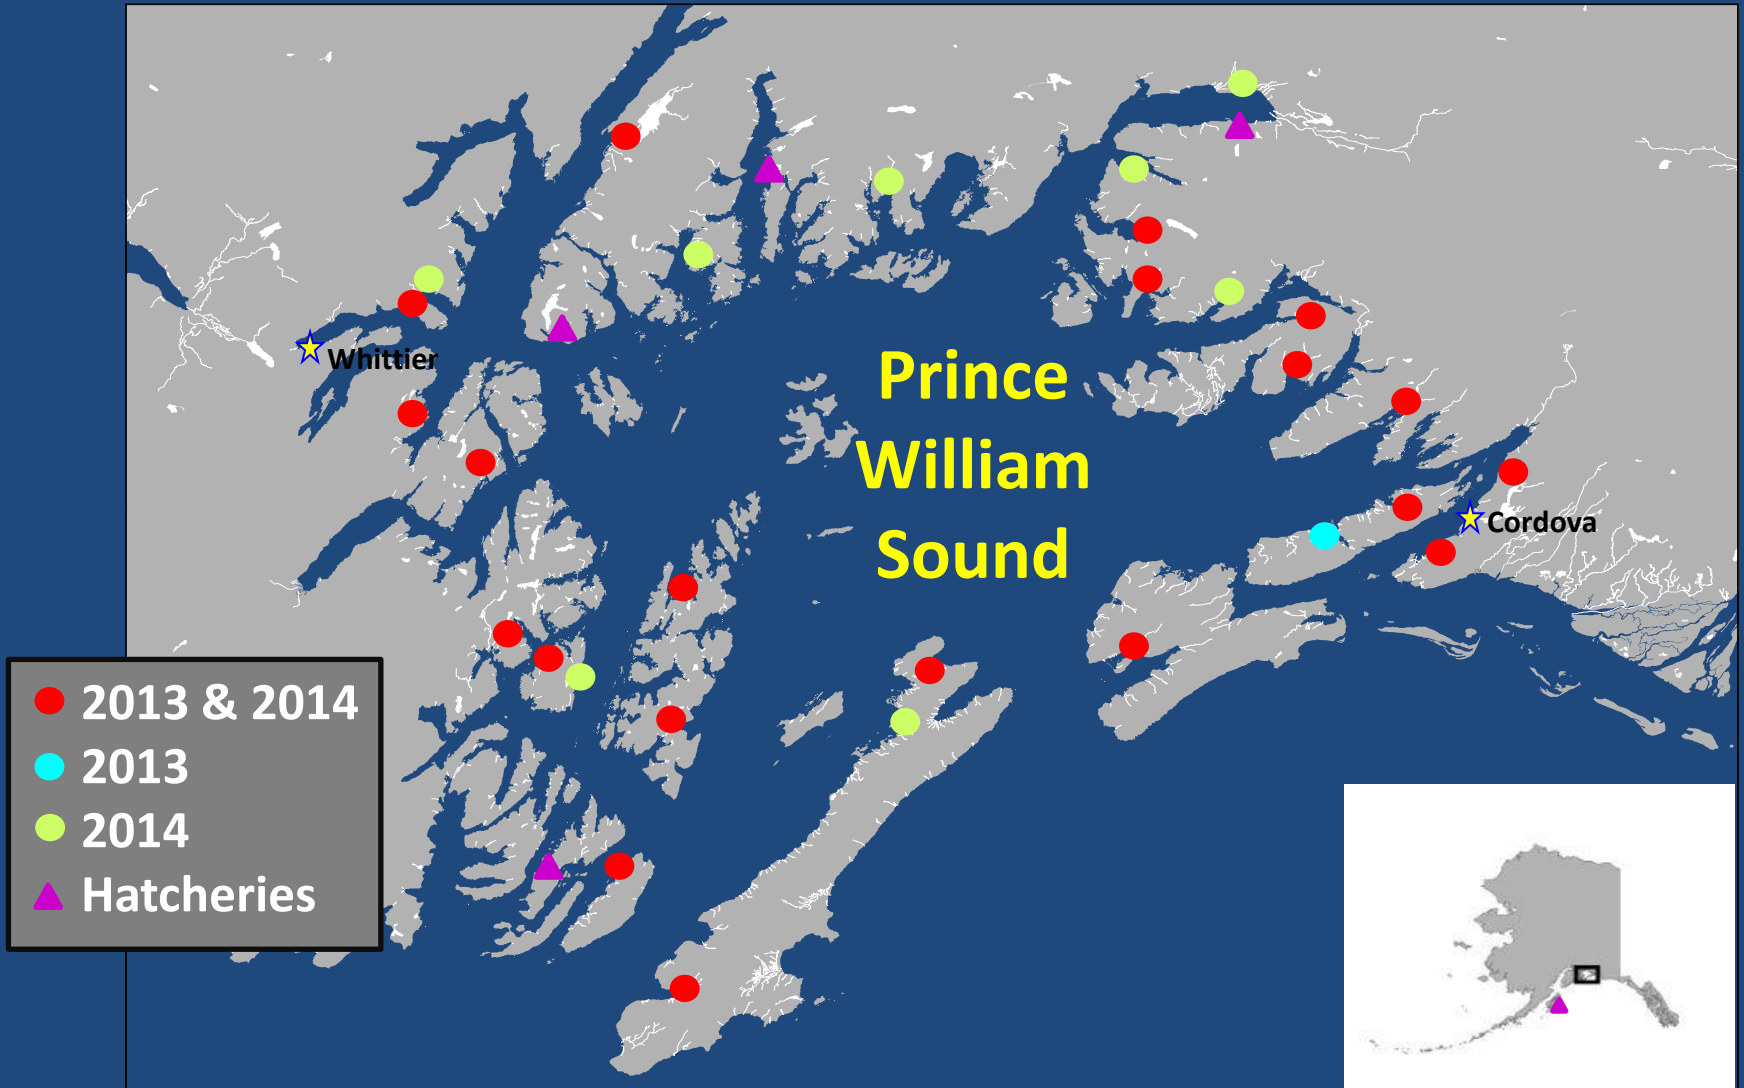 Whittier
Prince
William
Sound
Cordova
2013 & 2014
2013
2014
Hatcheries